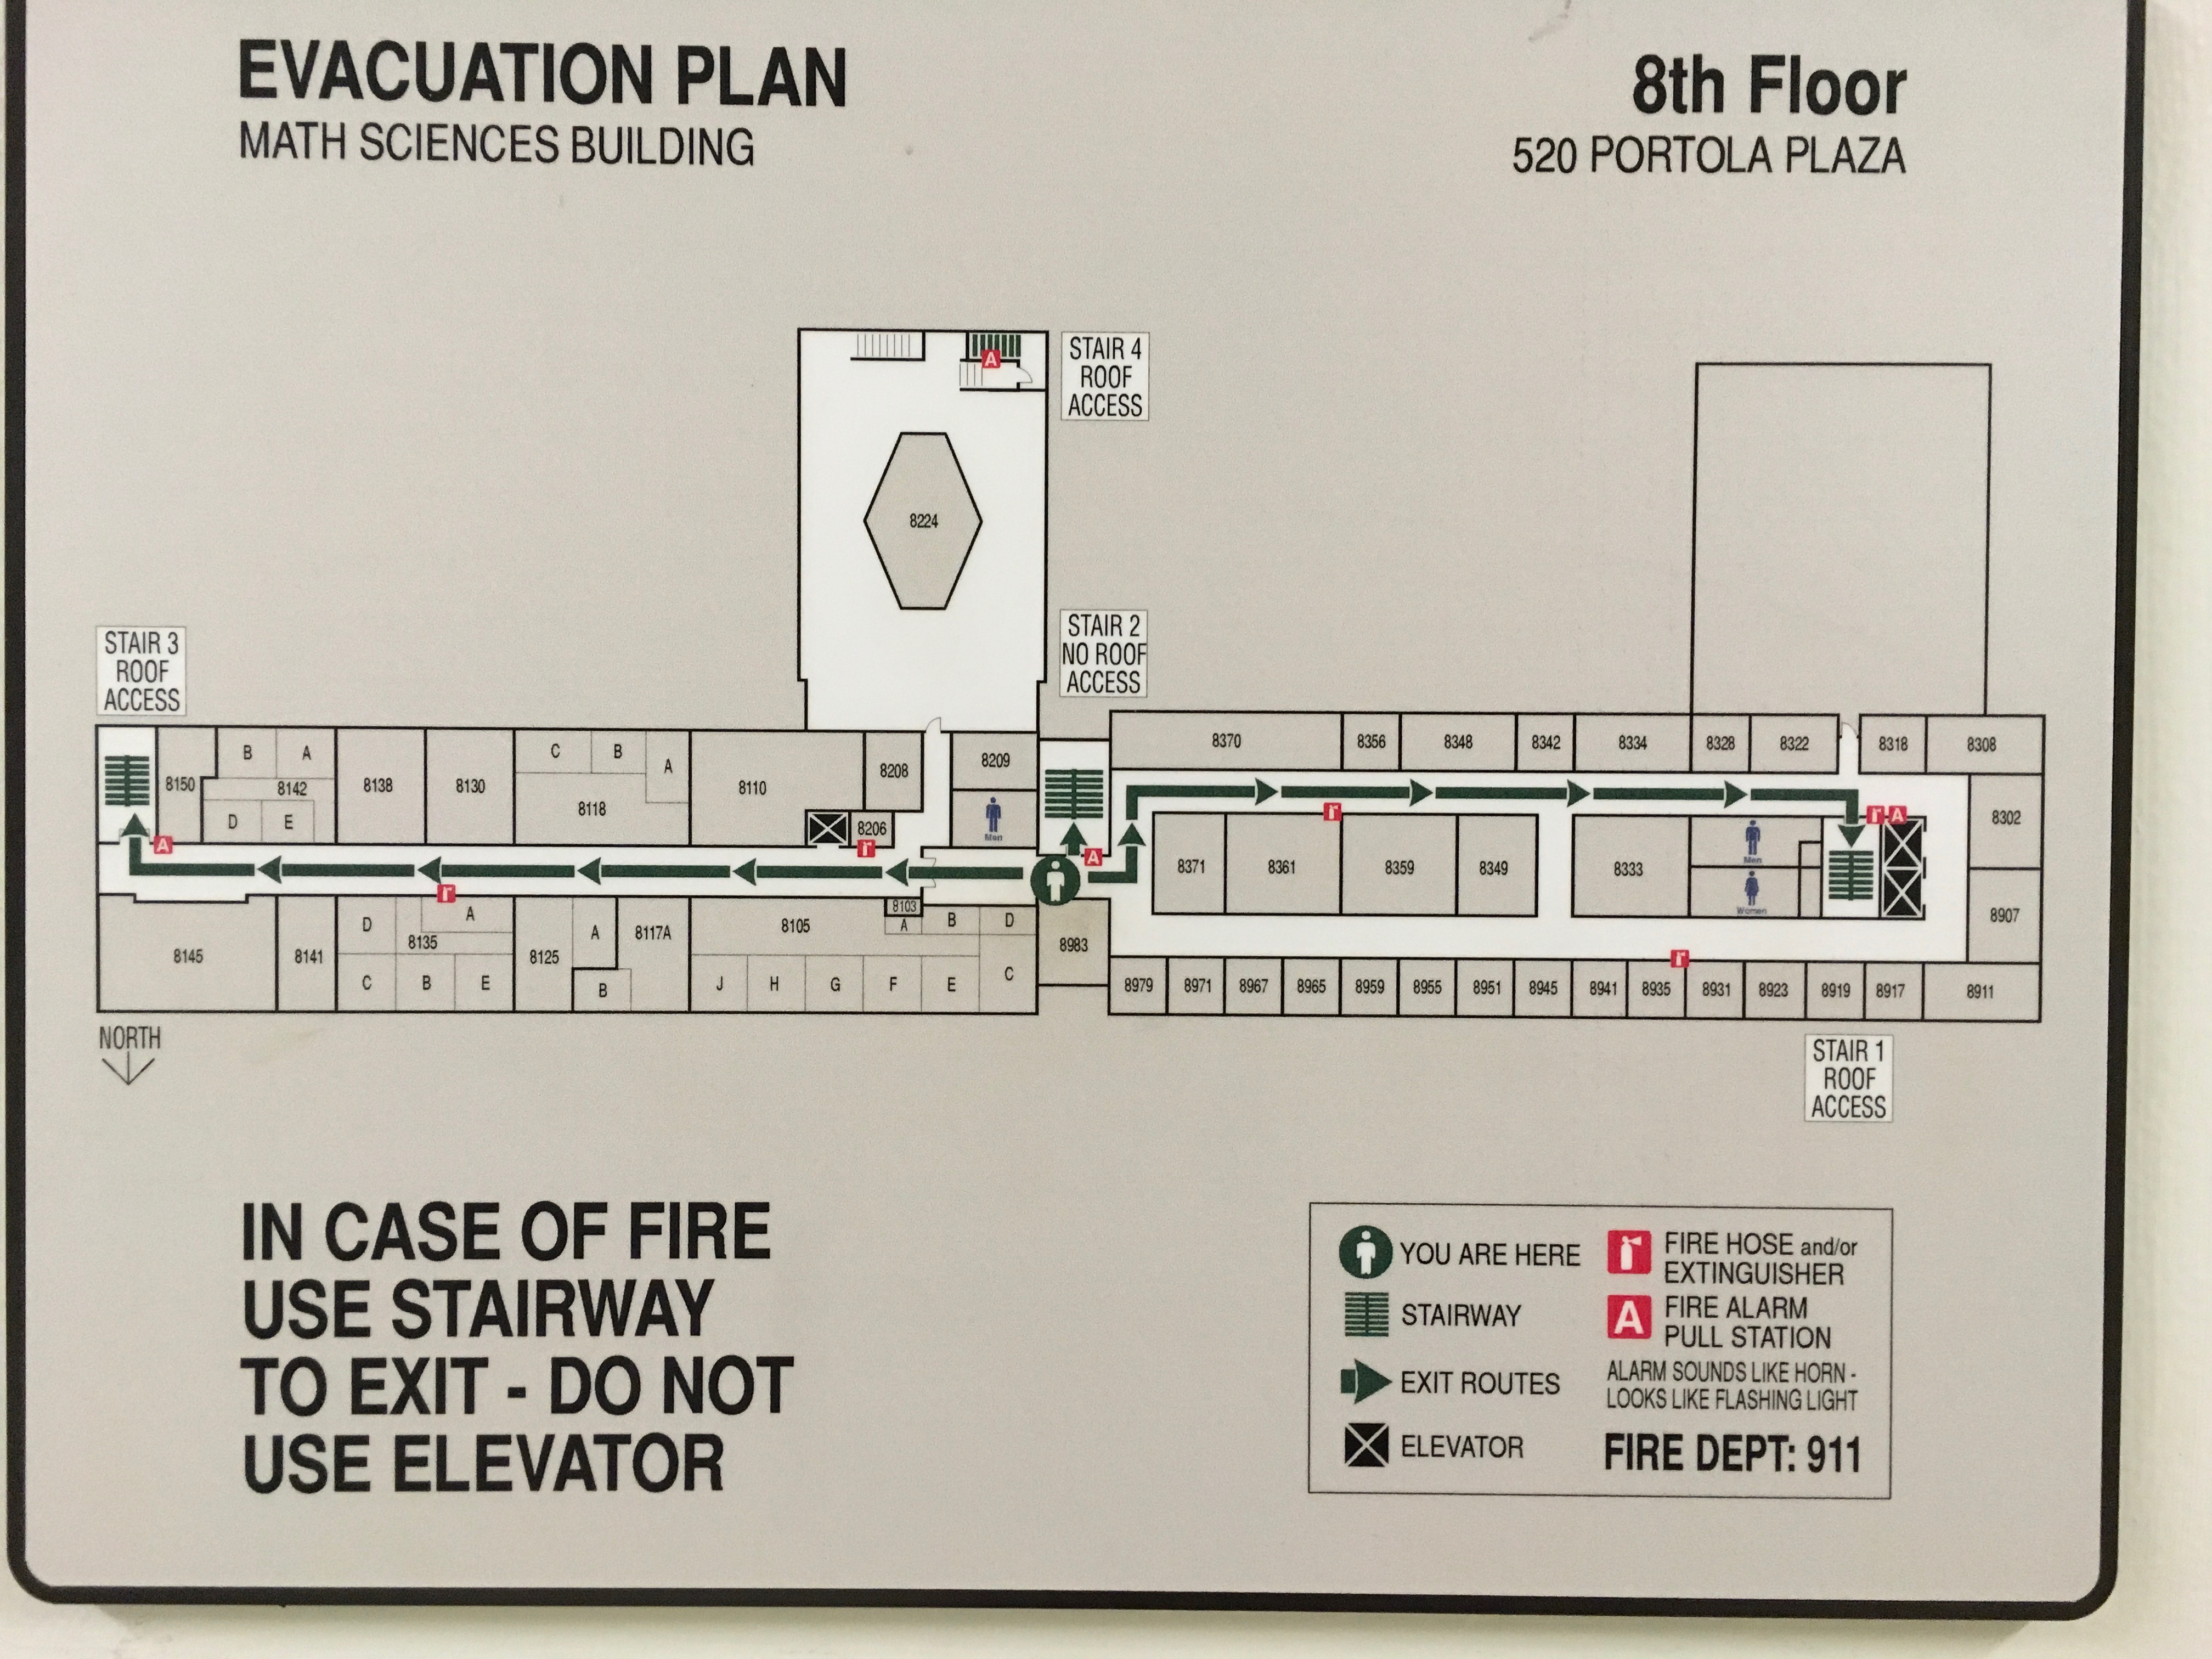 EVACUATION PLAN
MATH SCIENCES BUILDING
8th Floor
520 PORTOLA PLAZA
STAIR 4
ROOF
ACCESS
A
8224
STAIR 3
ROOF
ACCESS
STAIR 2
NO ROOF
ACCESS
8150
B
A
8142
D
E
8138
8130
C
B
A
8118
8110
8208
8206
8209
Men
A
A
8370
8356
8348
8342
8334
8328
8322
8318
8308
A
8302
8371
8361
8359
8349
8333
Men
Women
8907
8145
8141
D
A
8135
C
B
E
8125
A
B
8117A
8105
8103
A
B
D
J
H
G
F
E
C
8983
8979
8971
8967
8965
8959
8955
8951
8945
8941
8935
8931
8923
8919
8917
8911
NORTH
STAIR 1
ROOF
ACCESS
IN CASE OF FIRE
USE STAIRWAY
TO EXIT - DO NOT
USE ELEVATOR
YOU ARE HERE
STAIRWAY
EXIT ROUTES
ELEVATOR
FIRE HOSE and/or
EXTINGUISHER
A
FIRE ALARM
PULL STATION
ALARM SOUNDS LIKE HORN -
LOOKS LIKE FLASHING LIGHT
FIRE DEPT: 911